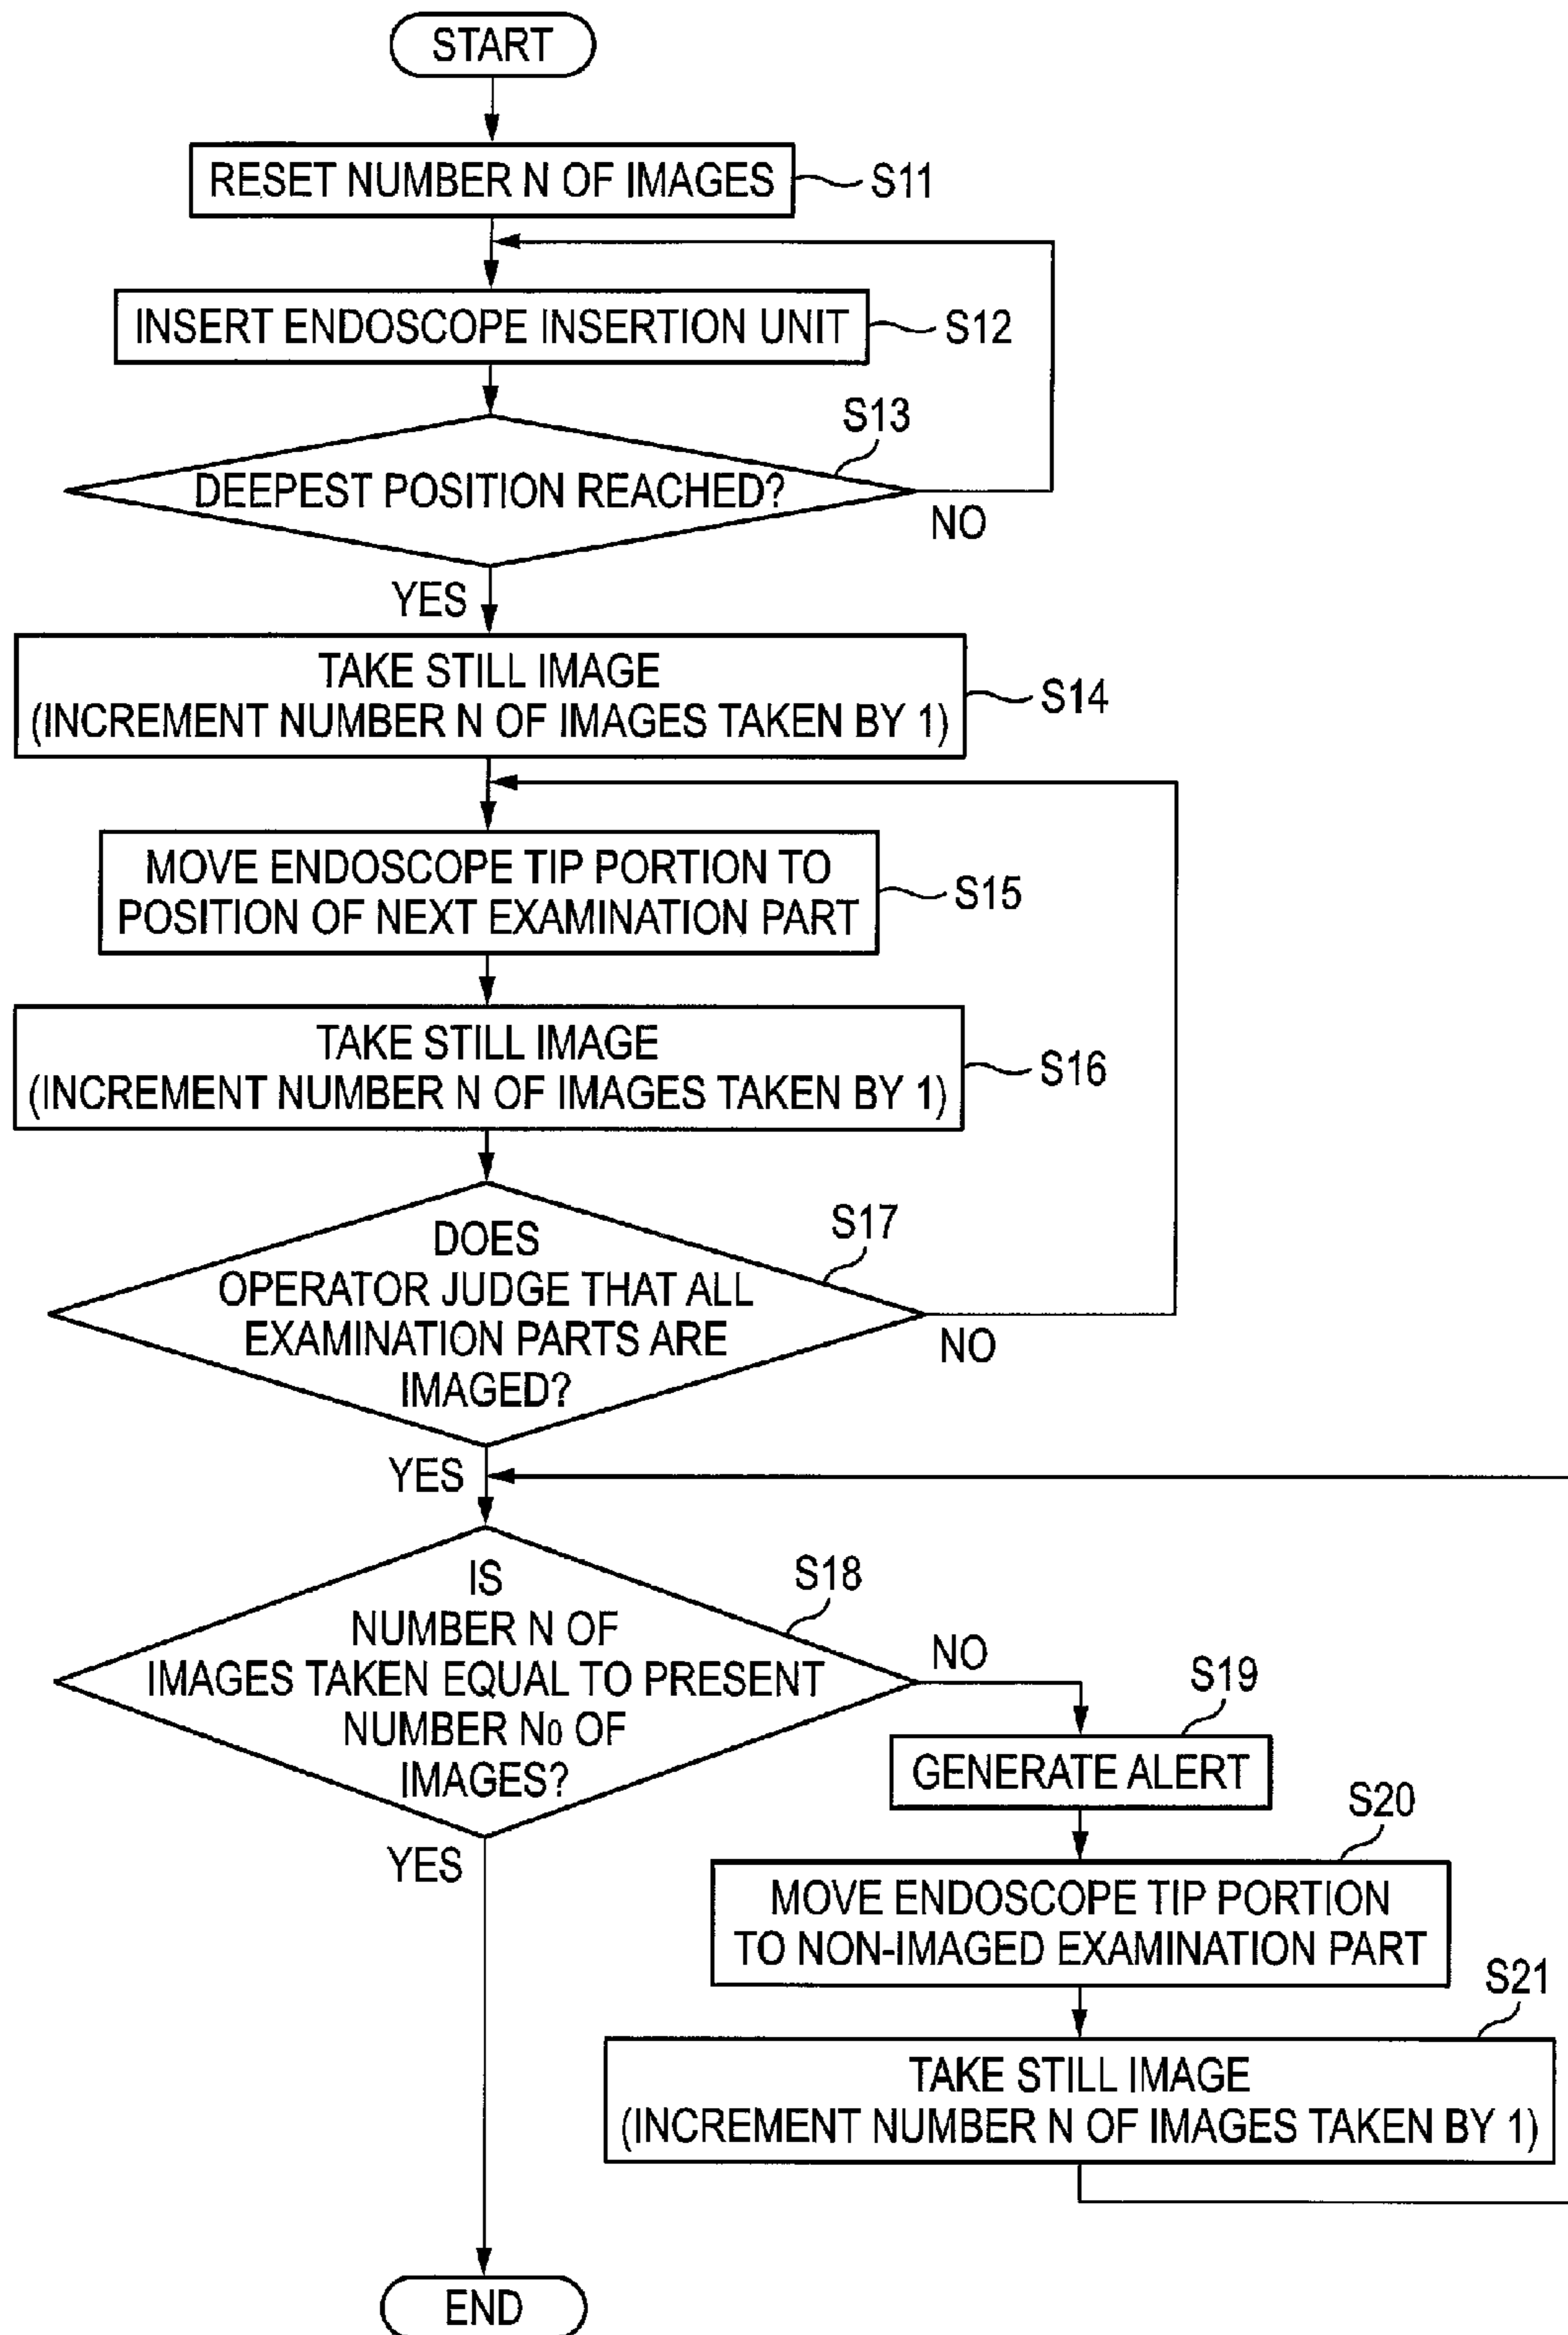 START
RESET NUMBER N OF IMAGES
S11
INSERT ENDOSCOPE INSERTION UNIT
S12
S13
DEEPEST POSITION REACHED?
NO
YES
TAKE STILL IMAGE
(INCREMENT NUMBER N OF IMAGES TAKEN BY 1)
S14
MOVE ENDOSCOPE TIP PORTION TO
POSITION OF NEXT EXAMINATION PART
S15
TAKE STILL IMAGE
(INCREMENT NUMBER N OF IMAGES TAKEN BY 1)
S16
S17
DOES
OPERATOR JUDGE THAT ALL
EXAMINATION PARTS ARE
IMAGED?
NO
YES
S18
IS
NUMBER N OF
IMAGES TAKEN EQUAL TO PRESENT
NUMBER N0 OF
IMAGES?
NO
YES
S19
GENERATE ALERT
S20
MOVE ENDOSCOPE TIP PORTION
TO NON-IMAGED EXAMINATION PART
S21
TAKE STILL IMAGE
(INCREMENT NUMBER N OF IMAGES TAKEN BY 1)
END